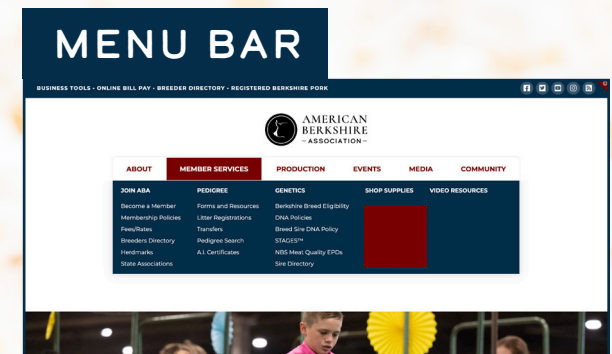 MENU BAR
BUSINESS TOOLS • ONLINE BILL PAY • BREEDER DIRECTORY • REGISTERED BERKSHIRE PORK
AMERICAN
BERKSHIRE
– ASSOCIATION –
ABOUT MEMBER SERVICES PRODUCTION EVENTS MEDIA COMMUNITY
JOIN ABA PEDIGREE GENETICS SHOP SUPPLIES VIDEO RESOURCES
Become a Member Forms and Resources Berkshire Breed Eligibility
Membership Policies Litter Registrations DNA Policies
Fees/Rates Transfers Breed Sire DNA Policy
Breeders Directory Pedigree Search STAGES™
Herdmarks A.I. Certificates NBS Meat Quality EPDs
State Associations Sire Directory